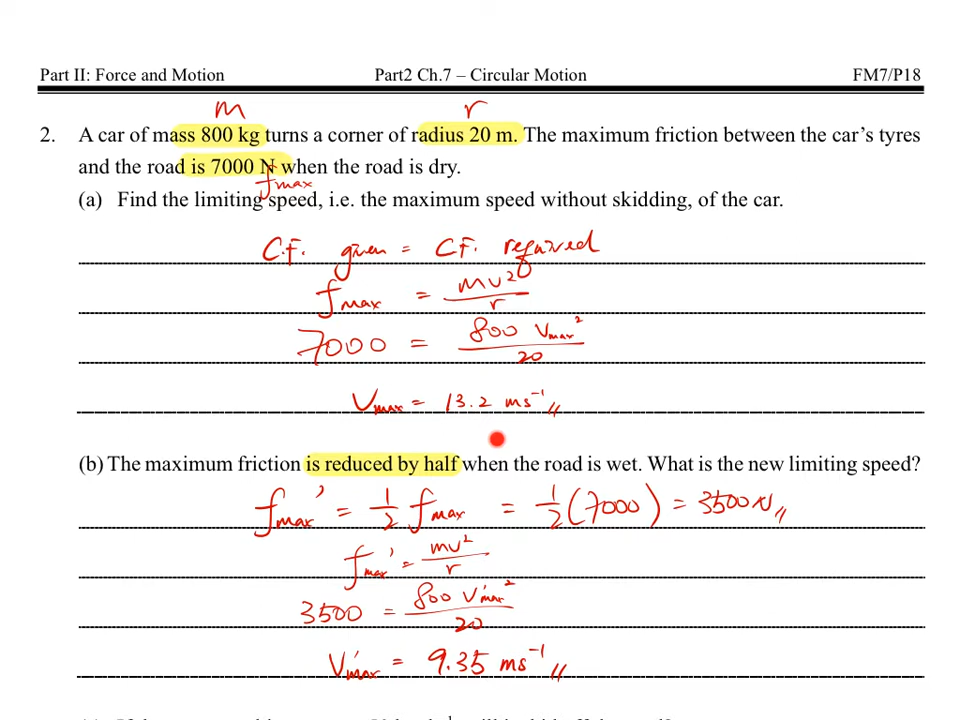 Part II: Force and Motion Part2 Ch.7 – Circular Motion FM7/P18
m r
2. A car of mass 800 kg turns a corner of radius 20 m. The maximum friction between the car's tyres
and the road is 7000 N when the road is dry.
fmax
(a) Find the limiting speed, i.e. the maximum speed without skidding, of the car.
C.F. given = C.F. required
fmax = mv²/r
7000 = 800 Vmax²/20
Vmax = 13.2 ms⁻¹ //
(b) The maximum friction is reduced by half when the road is wet. What is the new limiting speed?
fmax' = 1/2 fmax = 1/2 (7000) = 3500 N //
fmax' = mv²/r
3500 = 800 V'max²/20
V'max = 9.35 ms⁻¹ //